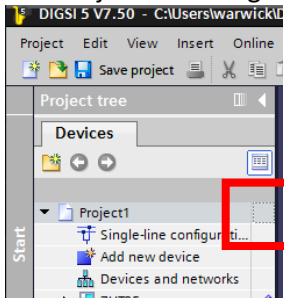 DIGSI 5 V7.50 - C:\Users\warwick\D
Project Edit View Insert Online
Save project
Project tree
Devices
Project1
Single-line configurati...
Add new device
Devices and networks
Start